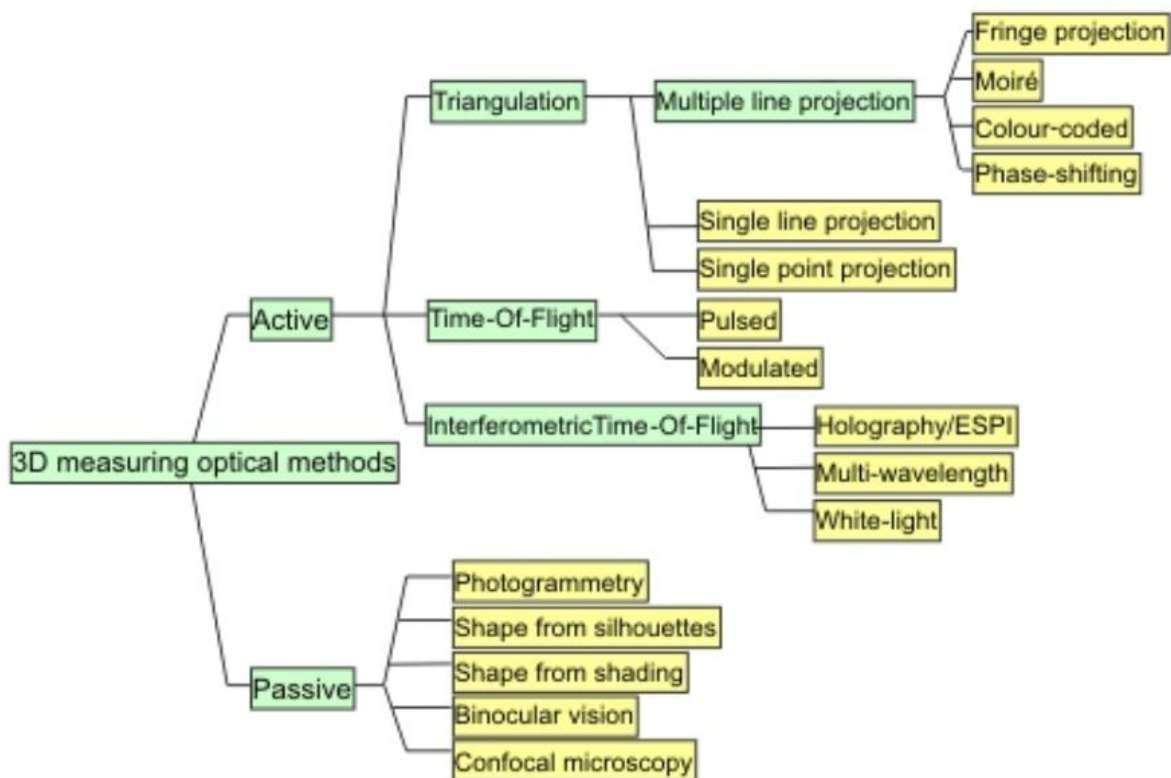 Fringe projection
Triangulation
Multiple line projection
Moiré
Colour-coded
Phase-shifting
Single line projection
Single point projection
Active
Time-Of-Flight
Pulsed
Modulated
InterferometricTime-Of-Flight
Holography/ESPI
3D measuring optical methods
Multi-wavelength
White-light
Photogrammetry
Shape from silhouettes
Shape from shading
Passive
Binocular vision
Confocal microscopy